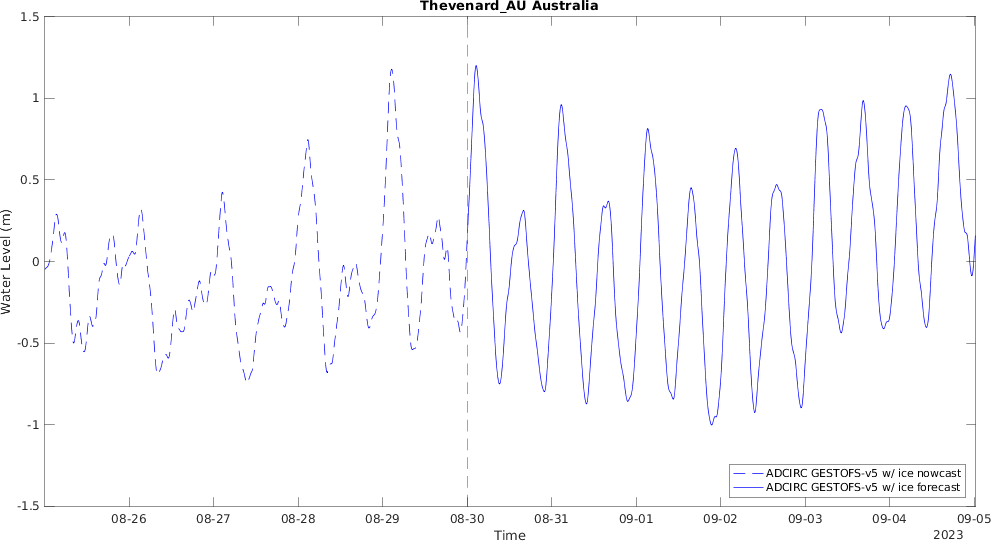 Thevenard_AU Australia
1.5
1
0.5
0
-0.5
-1
-1.5
Water Level (m)
08-26 08-27 08-28 08-29 08-30 08-31 09-01 09-02 09-03 09-04 09-05
Time
2023
ADCIRC GESTOFS-v5 w/ ice nowcast
ADCIRC GESTOFS-v5 w/ ice forecast